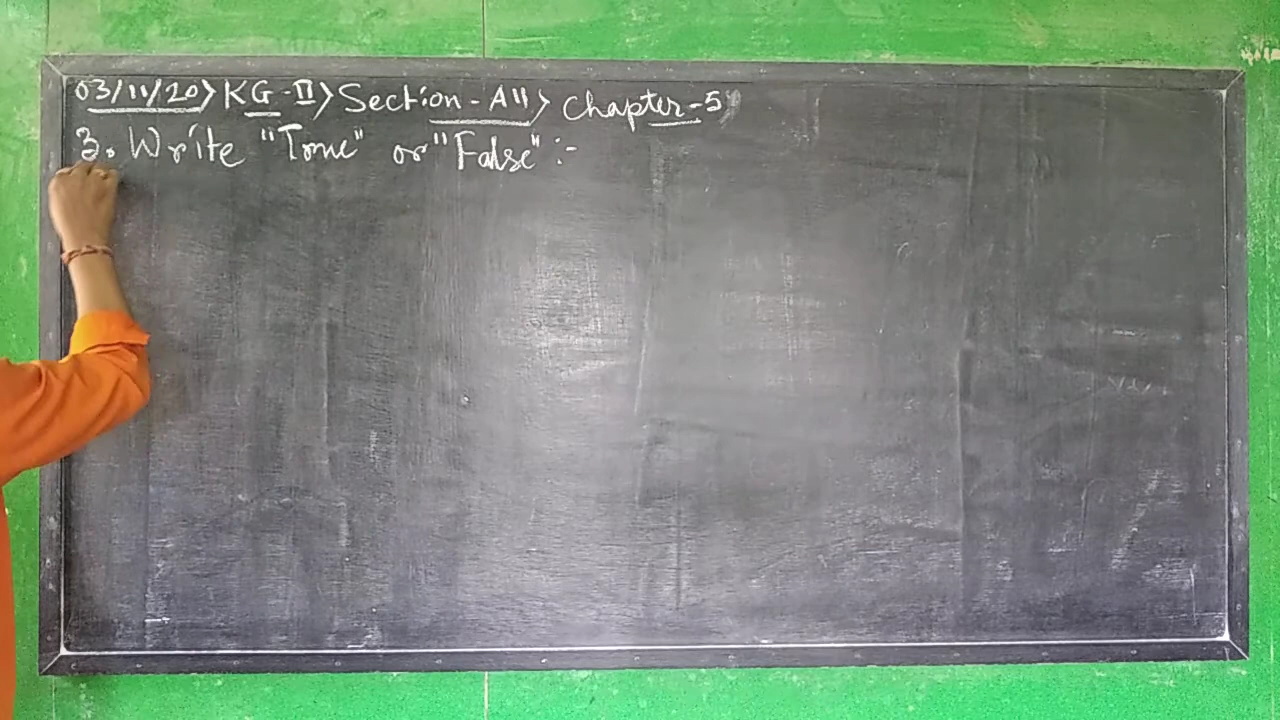 03/11/20> KG-II> Section - All> Chapter-5
3. Write "True" or "False" :-